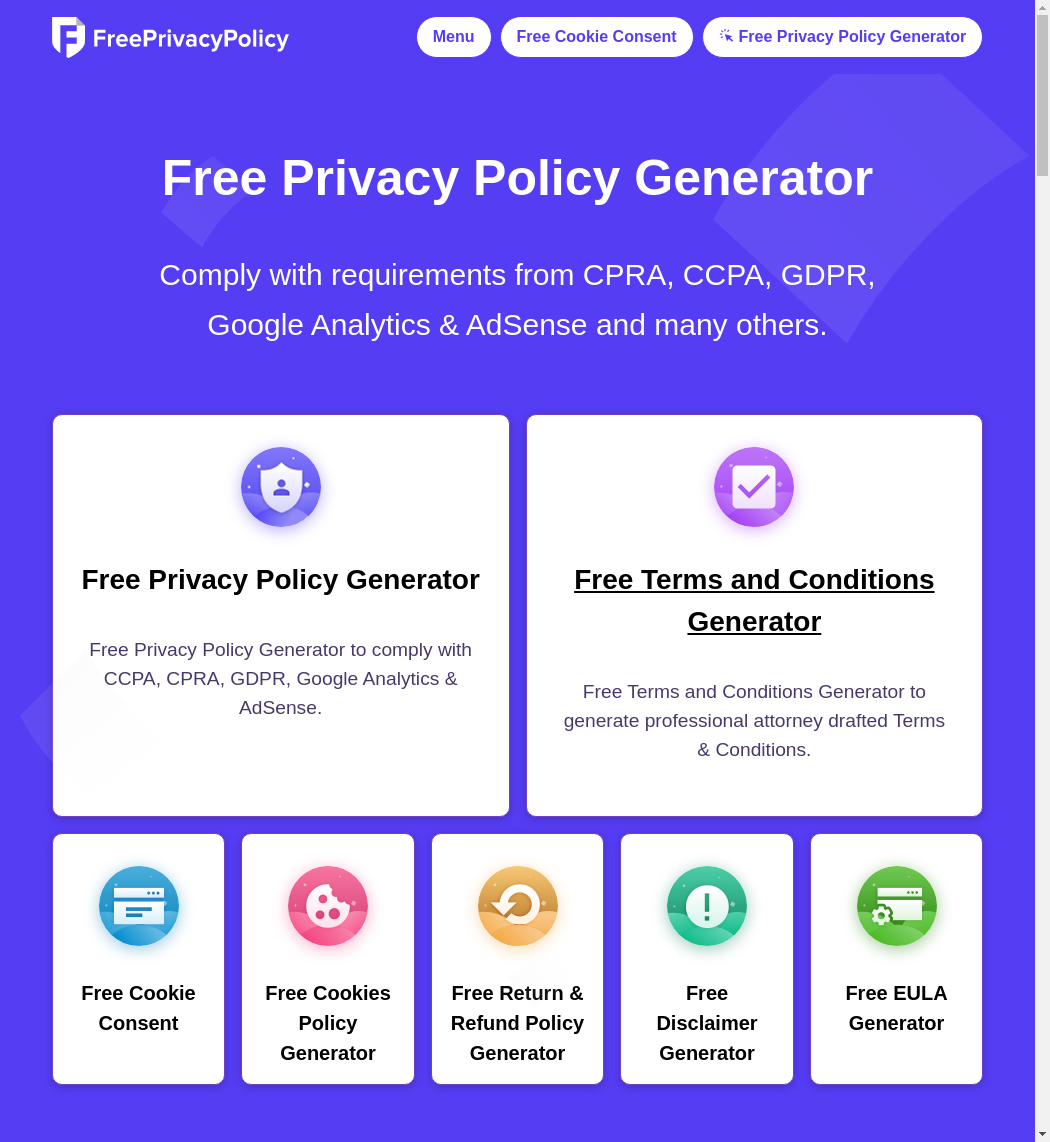 FreePrivacyPolicy
Menu
Free Cookie Consent
Free Privacy Policy Generator
Free Privacy Policy Generator
Comply with requirements from CPRA, CCPA, GDPR,
Google Analytics & AdSense and many others.
Free Privacy Policy Generator
Free Privacy Policy Generator to comply with
CCPA, CPRA, GDPR, Google Analytics &
AdSense.
Free Terms and Conditions
Generator
Free Terms and Conditions Generator to
generate professional attorney drafted Terms
& Conditions.
Free Cookie
Consent
Free Cookies
Policy
Generator
Free Return &
Refund Policy
Generator
Free
Disclaimer
Generator
Free EULA
Generator